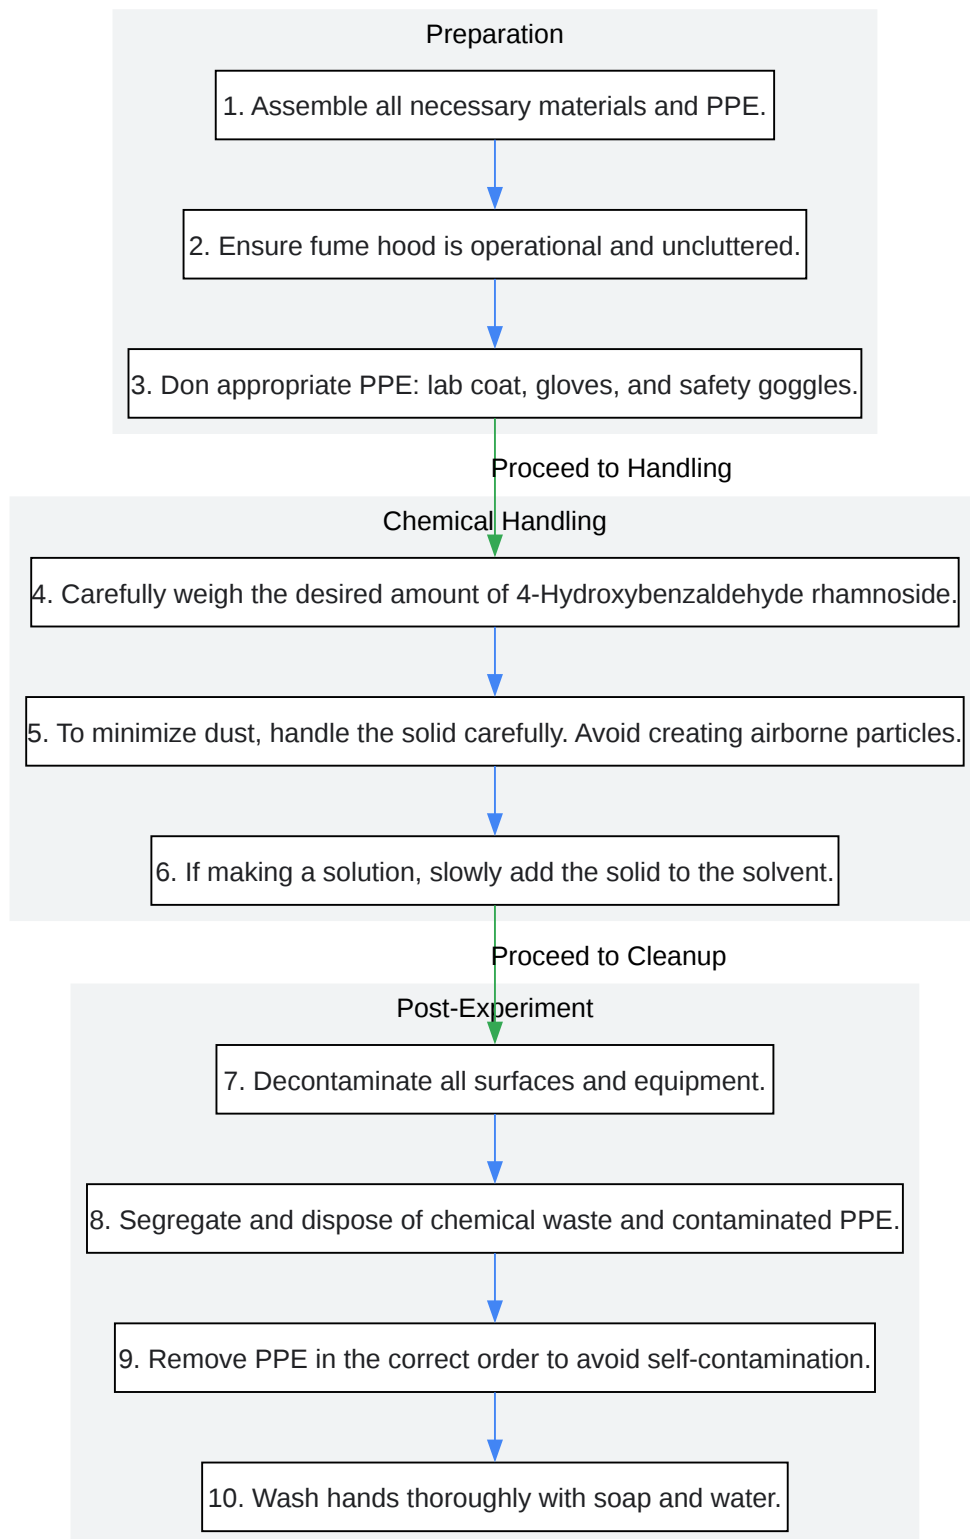 Preparation
1. Assemble all necessary materials and PPE.
2. Ensure fume hood is operational and uncluttered.
3. Don appropriate PPE: lab coat, gloves, and safety goggles.
Proceed to Handling
Chemical Handling
4. Carefully weigh the desired amount of 4-Hydroxybenzaldehyde rhamnoside.
5. To minimize dust, handle the solid carefully. Avoid creating airborne particles.
6. If making a solution, slowly add the solid to the solvent.
Proceed to Cleanup
Post-Experiment
7. Decontaminate all surfaces and equipment.
8. Segregate and dispose of chemical waste and contaminated PPE.
9. Remove PPE in the correct order to avoid self-contamination.
10. Wash hands thoroughly with soap and water.